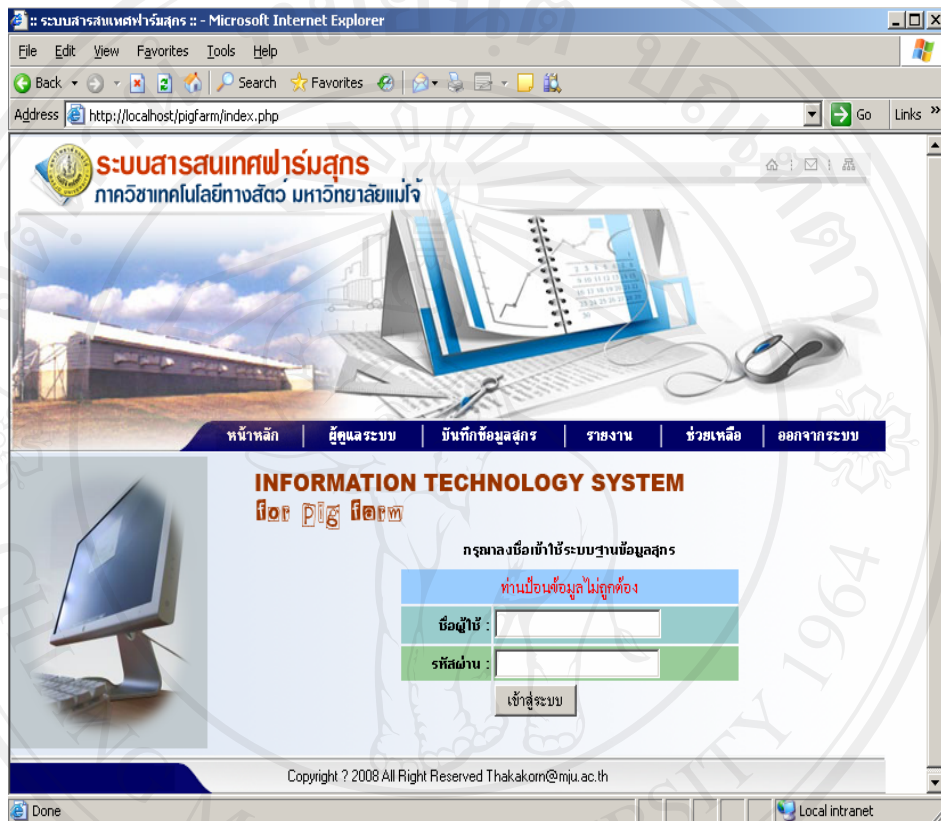 :: ระบบสารสนเทศฟาร์มสุกร :: - Microsoft Internet Explorer
File Edit View Favorites Tools Help
Back Search Favorites
Address http://localhost/pigfarm/index.php Go Links »
ระบบสารสนเทศฟาร์มสุกร
ภาควิชาเทคโนโลยีทางสัตว์ มหาวิทยาลัยแม่โจ้
หน้าหลัก | ผู้ดูแลระบบ | บันทึกข้อมูลสุกร | รายงาน | ช่วยเหลือ | ออกจากระบบ
INFORMATION TECHNOLOGY SYSTEM
for pig farm
กรุณาลงชื่อเข้าใช้ระบบฐานข้อมูลสุกร
ท่านป้อนข้อมูลไม่ถูกต้อง
ชื่อผู้ใช้ :
รหัสผ่าน :
เข้าสู่ระบบ
Copyright ? 2008 All Right Reserved Thakakorn@mju.ac.th
Done Local intranet